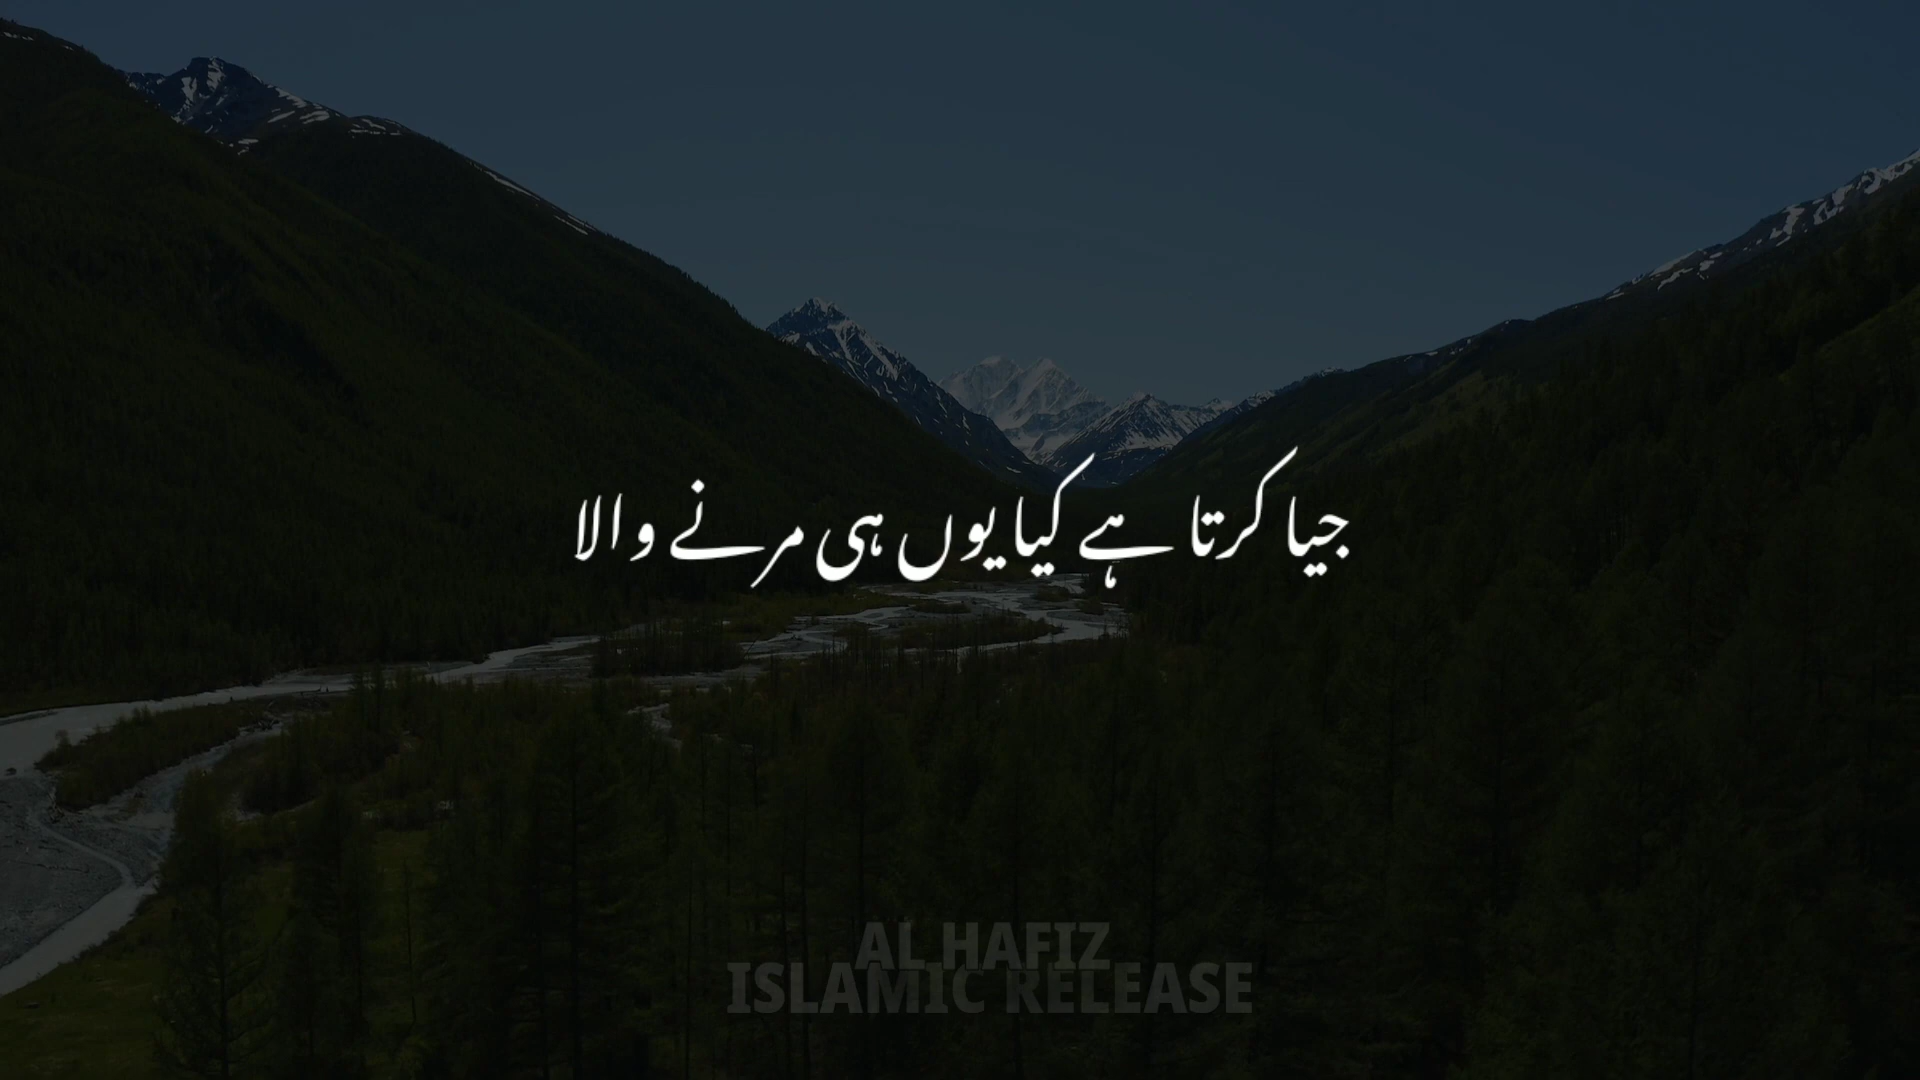 جیا کرتا ہے کیا یوں ہی مرنے والا
AL HAFIZ
ISLAMIC RELEASE